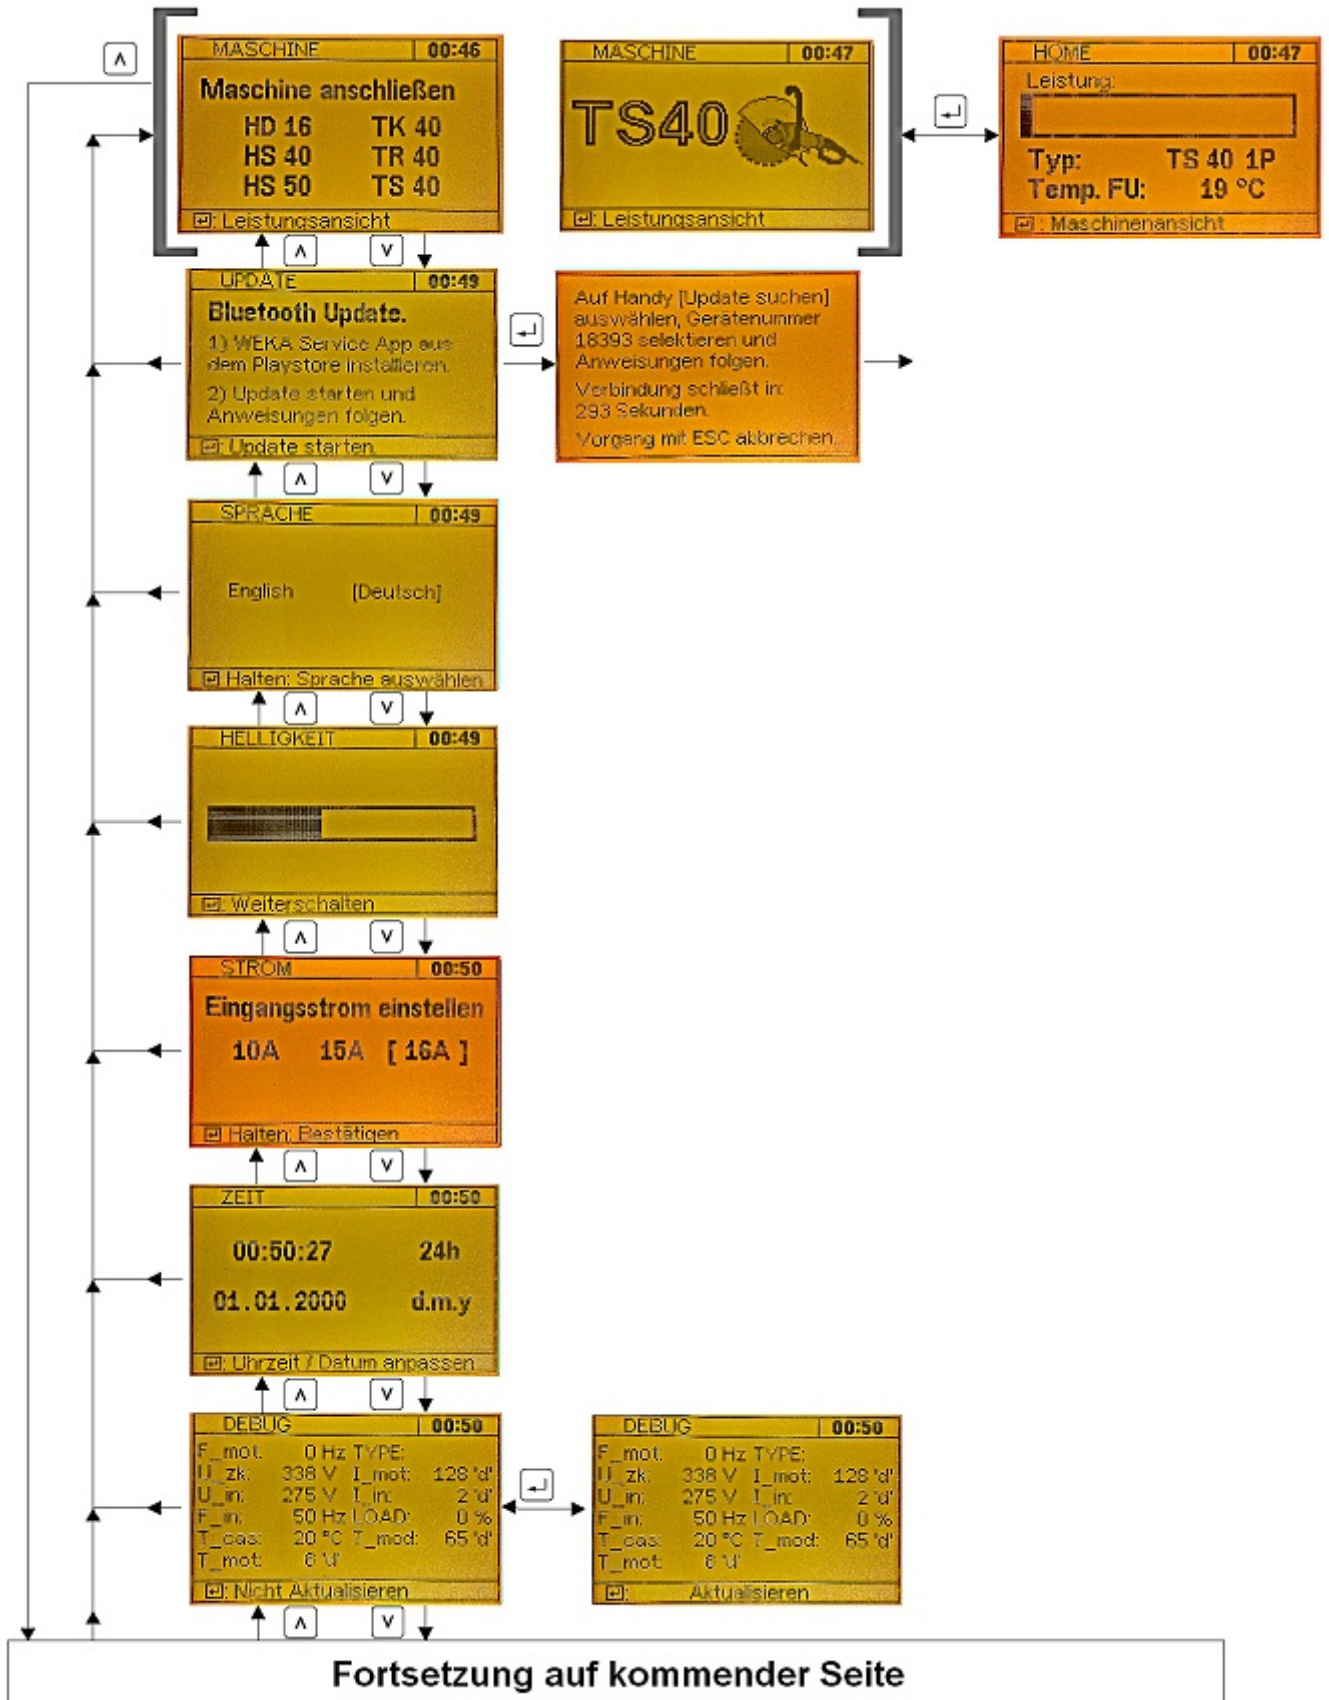 MASCHINE 00:46
Maschine anschließen
HD 16 TK 40
HS 40 TR 40
HS 50 TS 40
: Leistungsansicht
MASCHINE 00:47
TS40
: Leistungsansicht
HOME 00:47
Leistung:
Typ: TS 40 1P
Temp. FU: 19 °C
: Maschinenansicht
UPDATE 00:49
Bluetooth Update.
1) WEKA Service App aus
dem Playstore installieren.
2) Update starten und
Anweisungen folgen.
: Update starten.
Auf Handy [Update suchen]
auswählen, Gerätenummer
18393 selektieren und
Anweisungen folgen.
Verbindung schließt in:
293 Sekunden.
Vorgang mit ESC abbrechen.
SPRACHE 00:49
English [Deutsch]
Halten: Sprache auswählen
HELLIGKEIT 00:49
: Weiterschalten
STROM 00:50
Eingangsstrom einstellen
10A 15A [ 16A ]
Halten: Bestätigen
ZEIT 00:50
00:50:27 24h
01.01.2000 d.m.y
: Uhrzeit / Datum anpassen
DEBUG 00:50
F_mot: 0 Hz TYPE:
U_zk: 338 V I_mot: 128 'd'
U_in: 275 V I_in: 2 'd'
F_in: 50 Hz LOAD: 0 %
T_cas: 20 °C T_mod: 65 'd'
T_mot: 6 'd'
: Nicht Aktualisieren
DEBUG 00:50
F_mot: 0 Hz TYPE:
U_zk: 338 V I_mot: 128 'd'
U_in: 275 V I_in: 2 'd'
F_in: 50 Hz LOAD: 0 %
T_cas: 20 °C T_mod: 65 'd'
T_mot: 6 'd'
: Aktualisieren
Fortsetzung auf kommender Seite